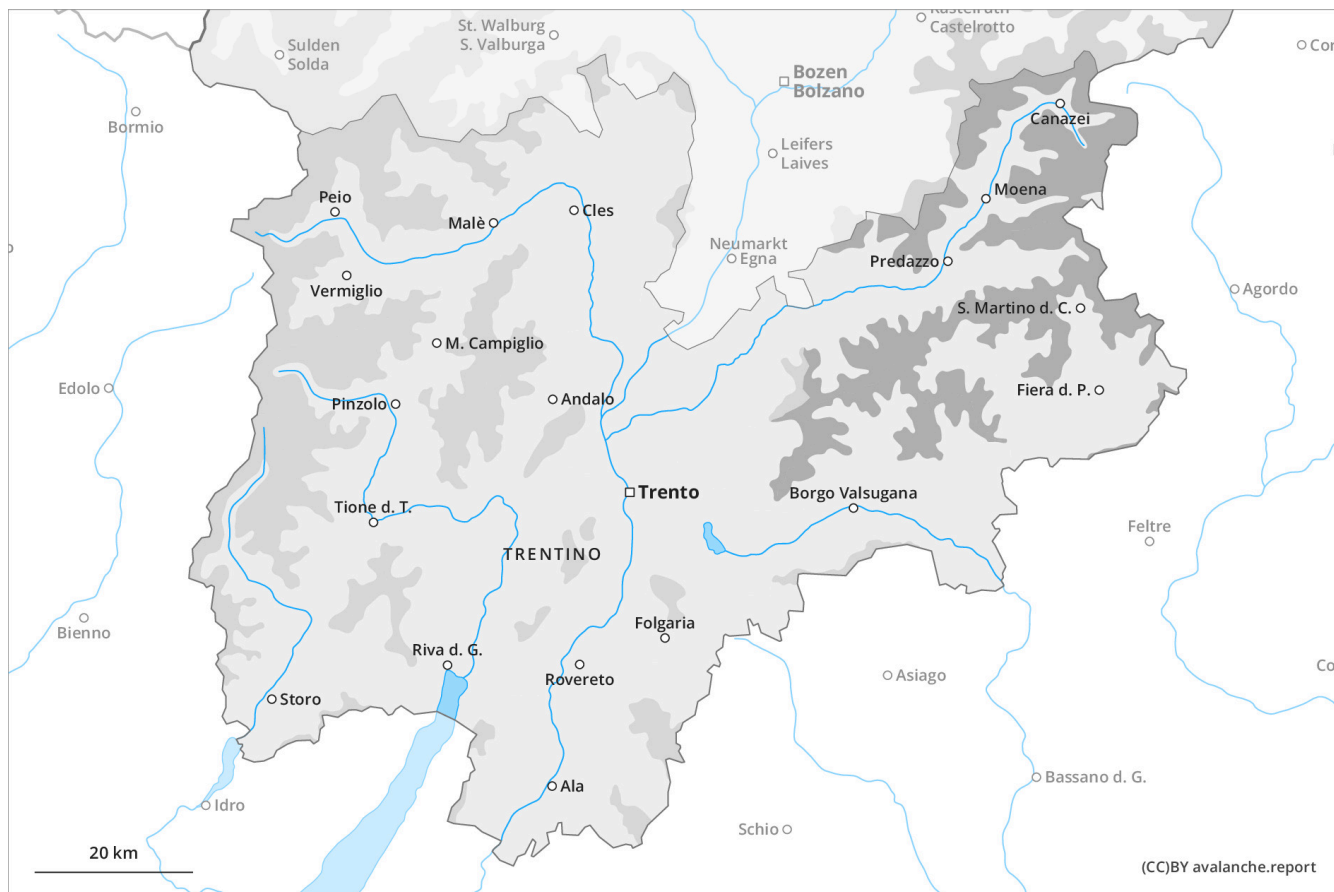 Kastelruth
Castelrotto
St. Walburg
S. Valburga
Sulden
Solda
Bozen
Bolzano
Bormio
Canazei
Leifers
Laives
Moena
Peio
Malè
Cles
Neumarkt
Egna
Predazzo
Vermiglio
Agordo
S. Martino d. C.
M. Campiglio
Edolo
Pinzolo
Andalo
Fiera d. P.
Trento
Borgo Valsugana
Tione d. T.
Feltre
TRENTINO
Bienno
Folgaria
Riva d. G.
Rovereto
Asiago
Storo
Ala
Bassano d. G.
Idro
Schio
20 km
(CC)BY avalanche.report